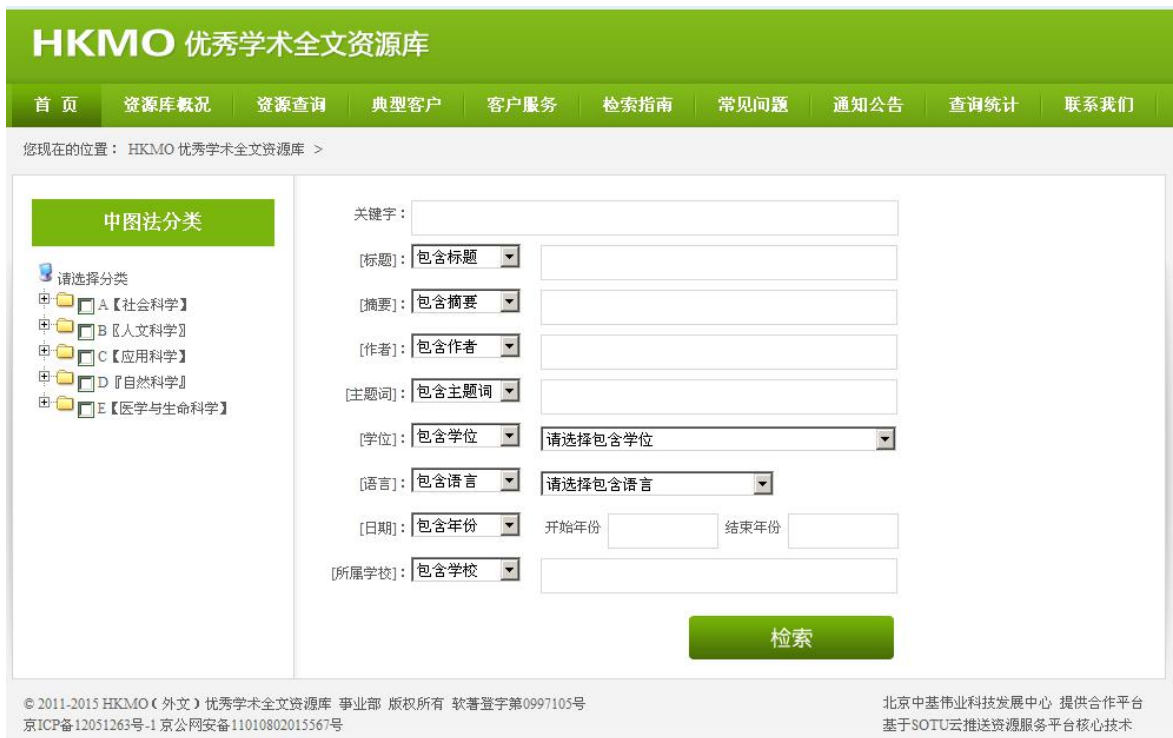 HKMO 优秀学术全文资源库
首 页 资源库概况 资源查询 典型客户 客户服务 检索指南 常见问题 通知公告 查询统计 联系我们
您现在的位置： HKMO 优秀学术全文资源库 >
中图法分类
请选择分类
A【社会科学】
B〖人文科学〗
C【应用科学】
D『自然科学』
E【医学与生命科学】
关键字：
[标题]：包含标题
[摘要]：包含摘要
[作者]：包含作者
[主题词]：包含主题词
[学位]：包含学位 请选择包含学位
[语言]：包含语言 请选择包含语言
[日期]：包含年份 开始年份 结束年份
[所属学校]：包含学校
检索
© 2011-2015 HKMO（外文）优秀学术全文资源库 事业部 版权所有 软著登字第0997105号
京ICP备12051263号-1 京公网安备11010802015567号
北京中基伟业科技发展中心 提供合作平台
基于SOTU云推送资源服务平台核心技术